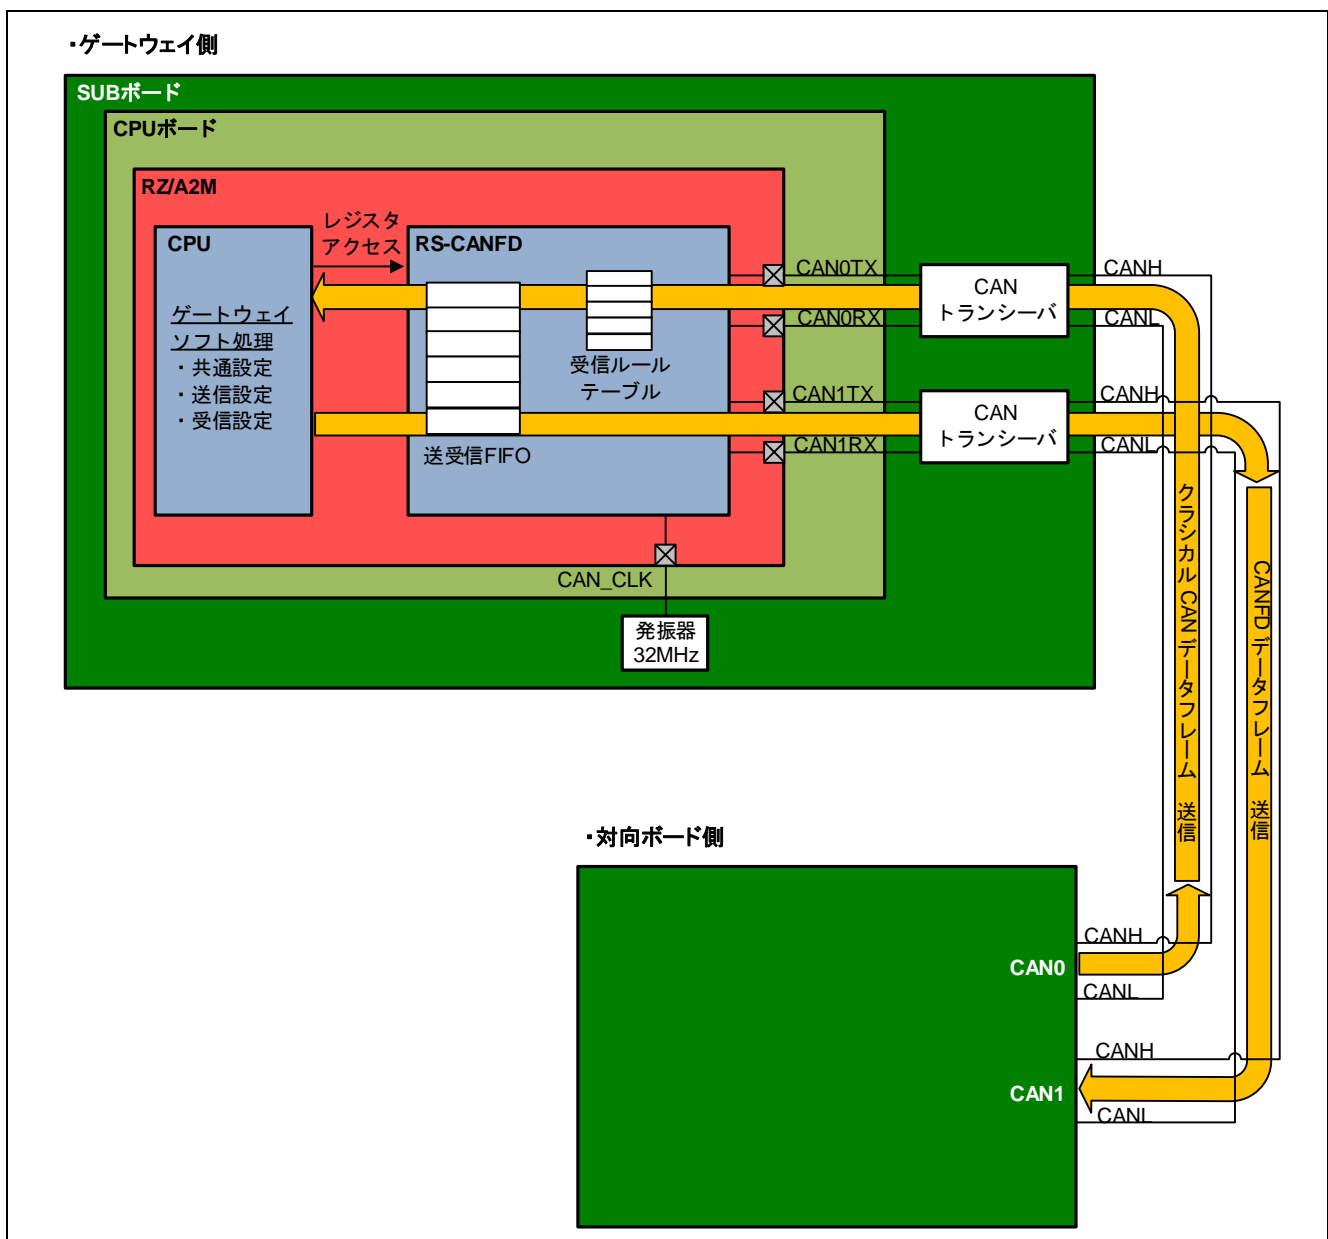 ・ゲートウェイ側
SUBボード
CPUボード
RZ/A2M
CPU
レジスタ
アクセス
RS-CANFD
ゲートウェイ
ソフト処理
・共通設定
・送信設定
・受信設定
受信ルール
テーブル
送受信FIFO
CAN0TX
CAN0RX
CAN1TX
CAN1RX
CAN
トランシーバ
CAN
トランシーバ
CANH
CANL
CANH
CANL
CAN_CLK
発振器
32MHz
クラシカル CAN データフレーム 送信
CANFD データフレーム 送信
・対向ボード側
CANH
CAN0
CANL
CANH
CAN1
CANL